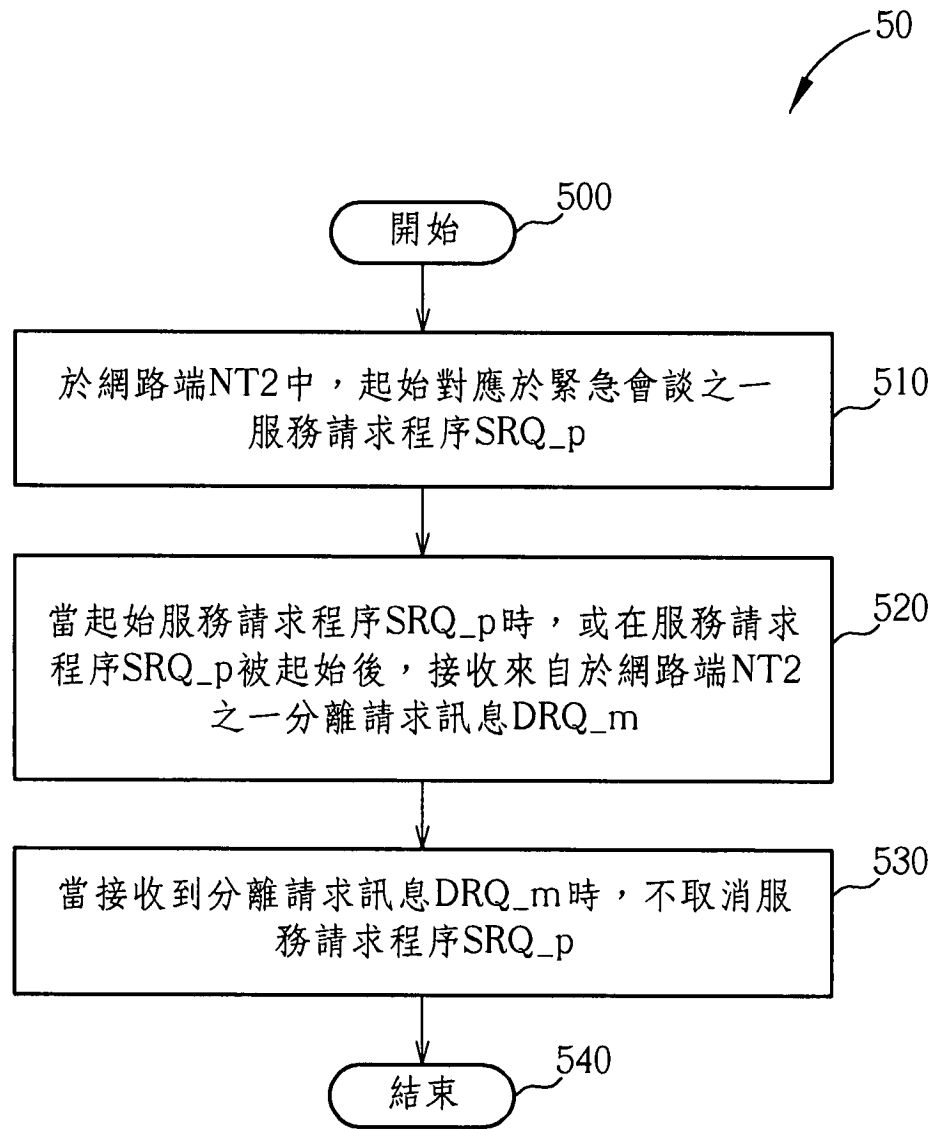 50
500
開始
於網路端NT2中，起始對應於緊急會談之一
服務請求程序SRQ_p
510
當起始服務請求程序SRQ_p時，或在服務請求
程序SRQ_p被起始後，接收來自於網路端NT2
之一分離請求訊息DRQ_m
520
當接收到分離請求訊息DRQ_m時，不取消服
務請求程序SRQ_p
530
結束
540